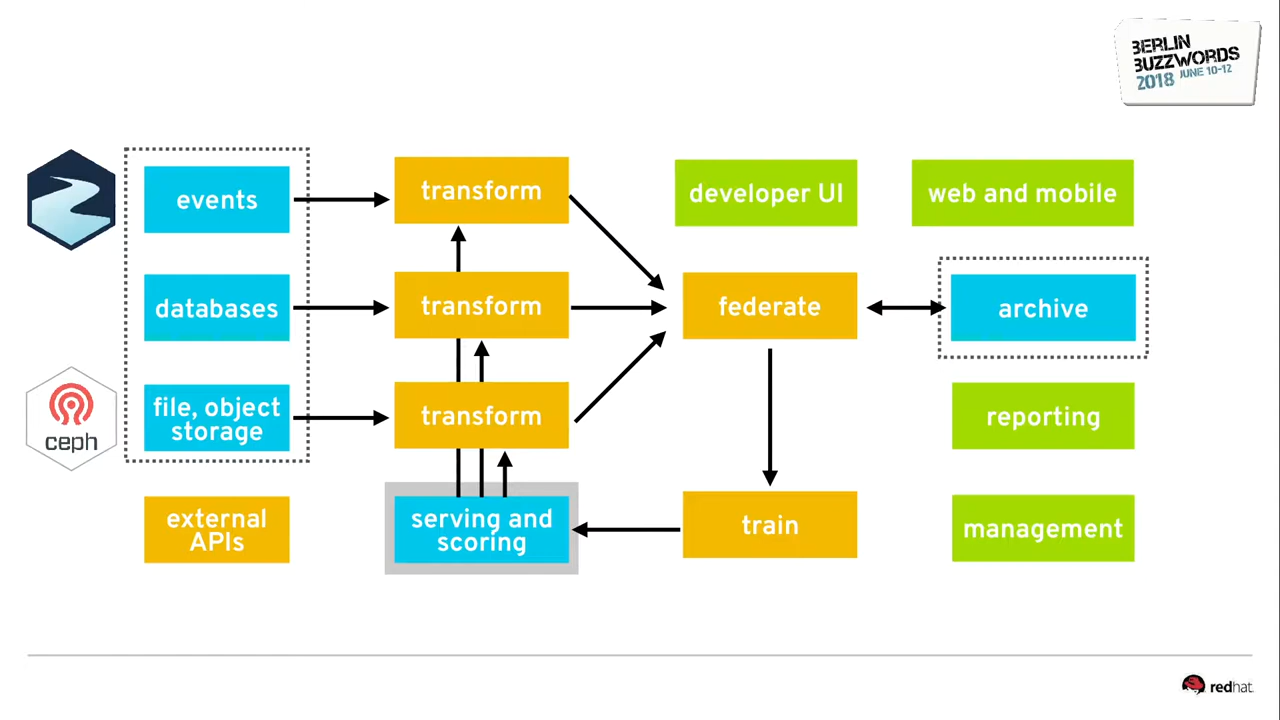 BERLIN
BUZZWORDS
2018 JUNE 10-12
events
transform
developer UI
web and mobile
databases
transform
federate
archive
file, object
storage
ceph
transform
reporting
external
APIs
serving and
scoring
train
management
redhat.